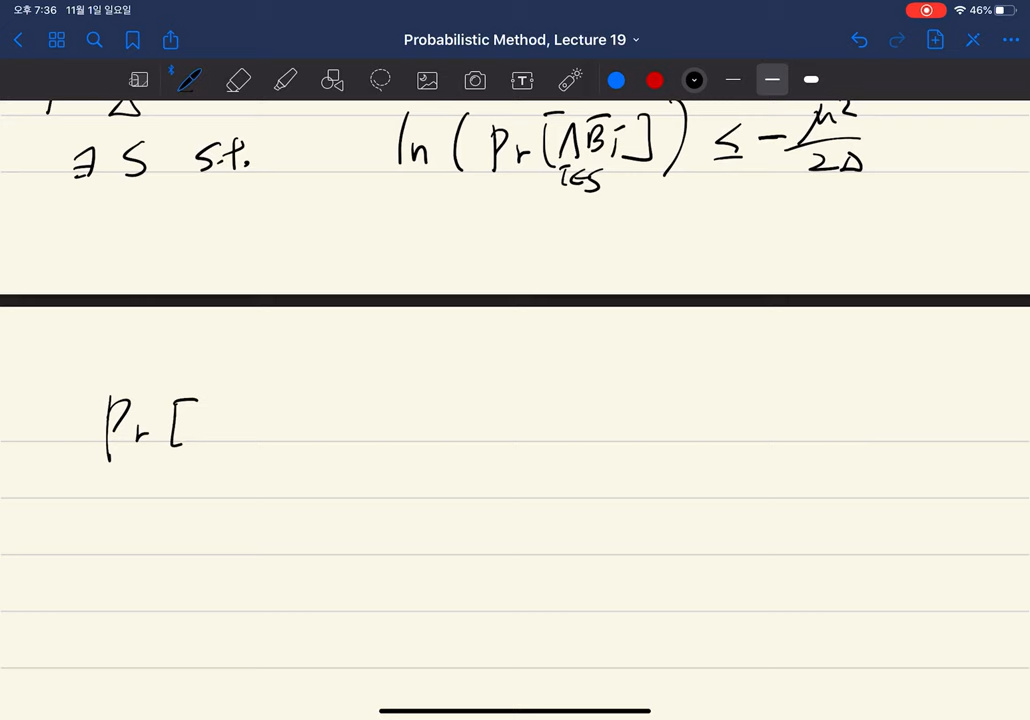 오후 7:36 11월 1일 일요일 46%
Probabilistic Method, Lecture 19
Δ
∃ S s.t. ln ( Pr[ ∧ B̄i ] ) ≤ - μ²/2Δ
i∈S
Pr [